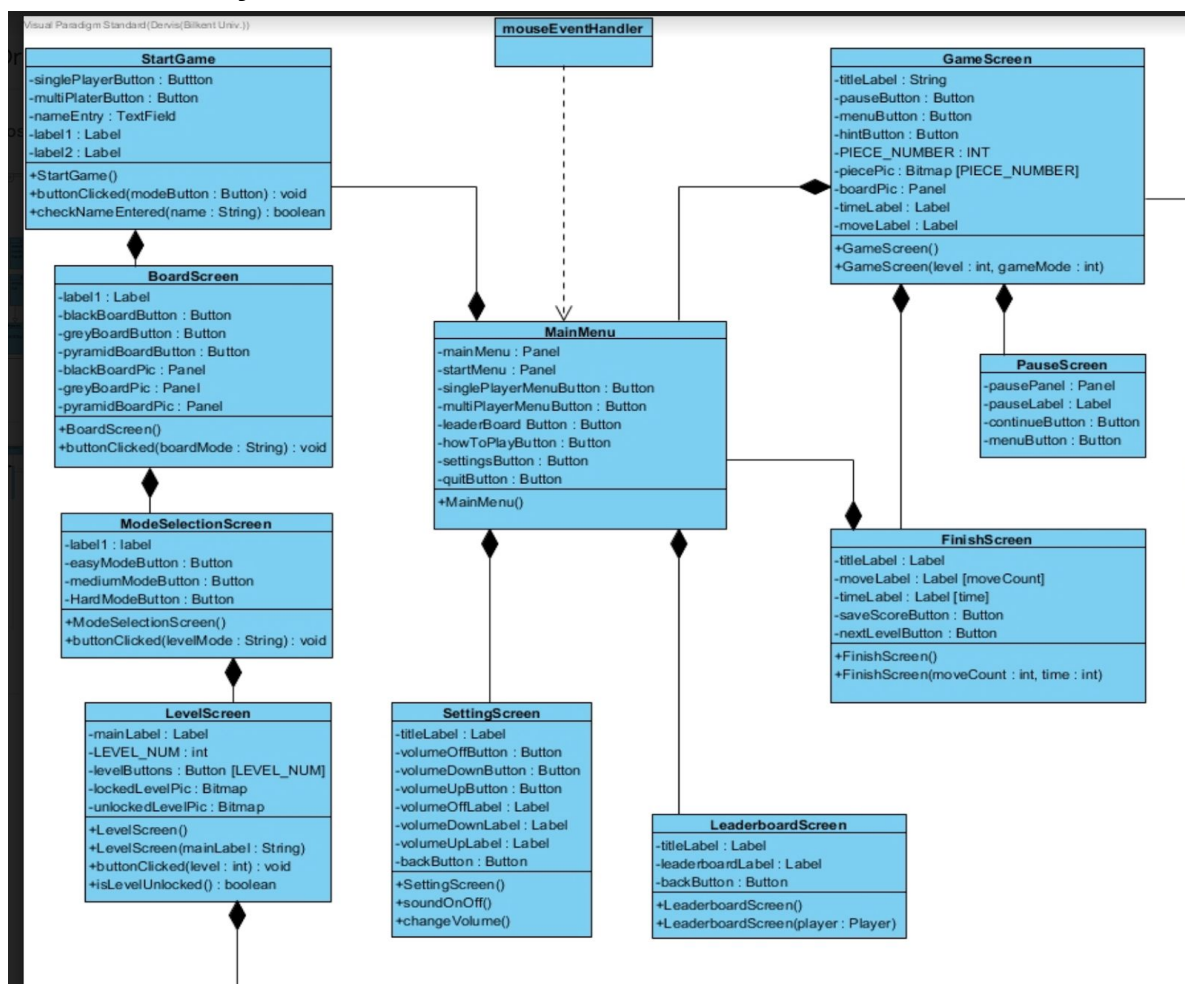 Visual Paradigm Standard(Dervis(Bilkent Univ.))
mouseEventHandler
StartGame
-singlePlayerButton : Buttton
-multiPlaterButton : Button
-nameEntry : TextField
-label1 : Label
-label2 : Label
+StartGame()
+buttonClicked(modeButton : Button) : void
+checkNameEntered(name : String) : boolean
GameScreen
-titleLabel : String
-pauseButton : Button
-menuButton : Button
-hintButton : Button
-PIECE_NUMBER : INT
-piecePic : Bitmap [PIECE_NUMBER]
-boardPic : Panel
-timeLabel : Label
-moveLabel : Label
+GameScreen()
+GameScreen(level : int, gameMode : int)
BoardScreen
-label1 : Label
-blackBoardButton : Button
-greyBoardButton : Button
-pyramidBoardButton : Button
-blackBoardPic : Panel
-greyBoardPic : Panel
-pyramidBoardPic : Panel
+BoardScreen()
+buttonClicked(boardMode : String) : void
MainMenu
-mainMenu : Panel
-startMenu : Panel
-singlePlayerMenuButton : Button
-multiPlayerMenuButton : Button
-leaderBoard Button : Button
-howToPlayButton : Button
-settingsButton : Button
-quitButton : Button
+MainMenu()
PauseScreen
-pausePanel : Panel
-pauseLabel : Label
-continueButton : Button
-menuButton : Button
ModeSelectionScreen
-label1 : label
-easyModeButton : Button
-mediumModeButton : Button
-HardModeButton : Button
+ModeSelectionScreen()
+buttonClicked(levelMode : String) : void
FinishScreen
-titleLabel : Label
-moveLabel : Label [moveCount]
-timeLabel : Label [time]
-saveScoreButton : Button
-nextLevelButton : Button
+FinishScreen()
+FinishScreen(moveCount : int, time : int)
LevelScreen
-mainLabel : Label
-LEVEL_NUM : int
-levelButtons : Button [LEVEL_NUM]
-lockedLevelPic : Bitmap
-unlockedLevelPic : Bitmap
+LevelScreen()
+LevelScreen(mainLabel : String)
+buttonClicked(level : int) : void
+isLevelUnlocked() : boolean
SettingScreen
-titleLabel : Label
-volumeOffButton : Button
-volumeDownButton : Button
-volumeUpButton : Button
-volumeOffLabel : Label
-volumeDownLabel : Label
-volumeUpLabel : Label
-backButton : Button
+SettingScreen()
+soundOnOff()
+changeVolume()
LeaderboardScreen
-titleLabel : Label
-leaderboardLabel : Label
-backButton : Button
+LeaderboardScreen()
+LeaderboardScreen(player : Player)